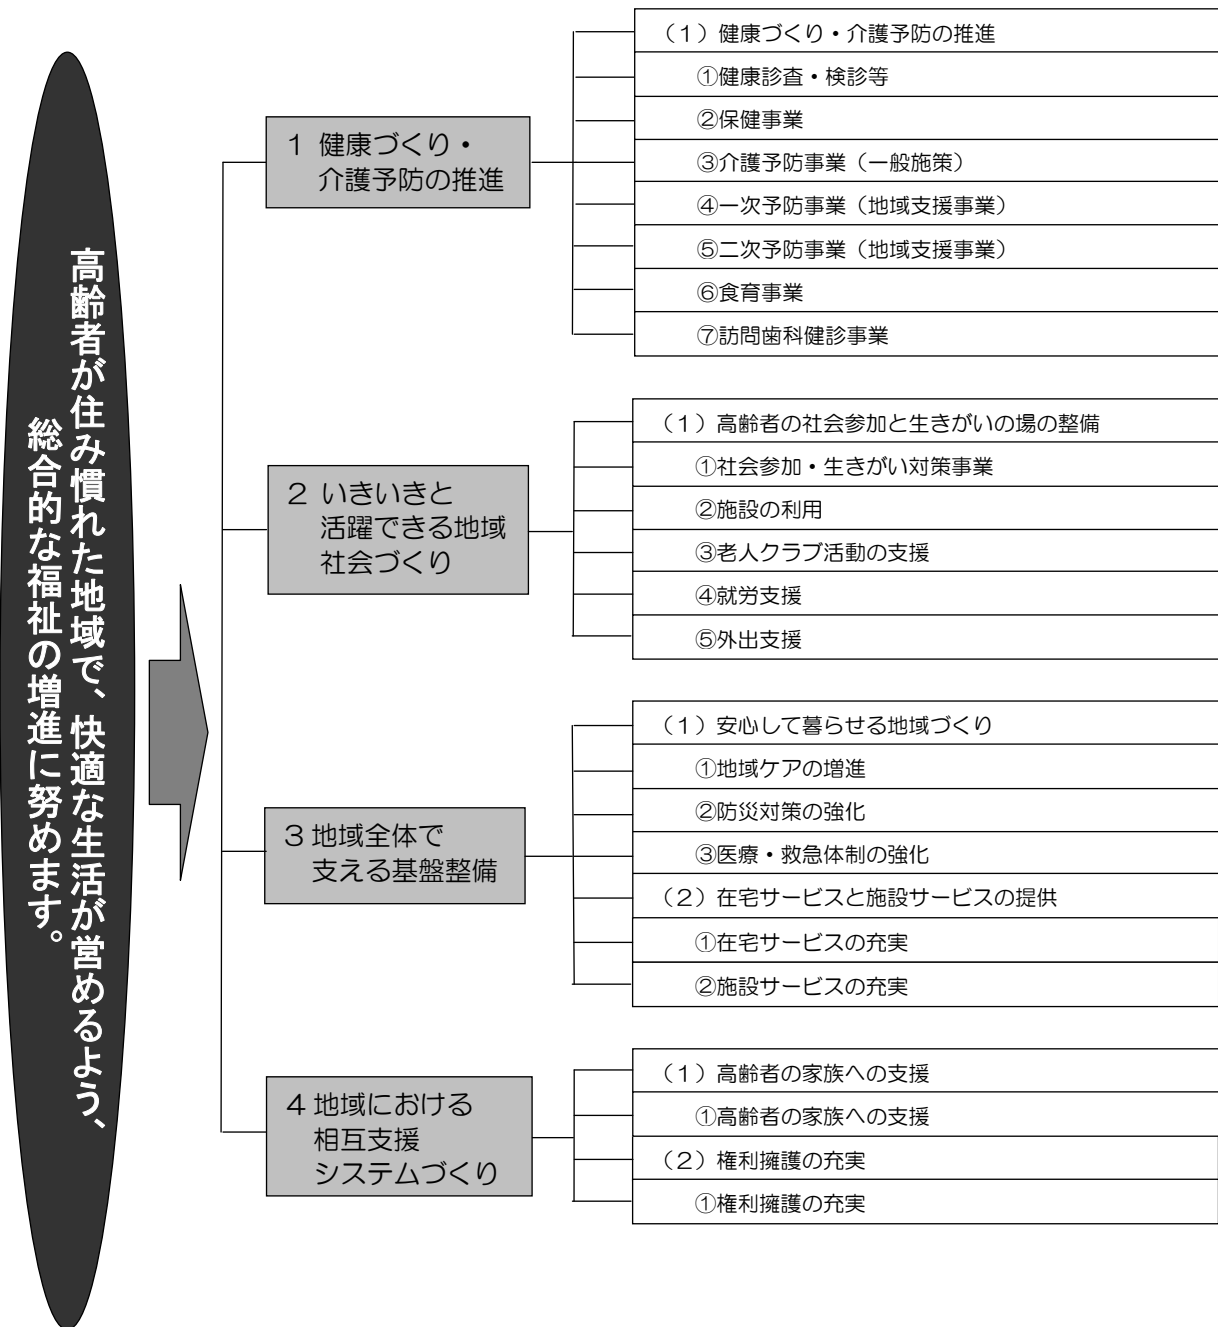 高齢者が住み慣れた地域で、快適な生活が営めるよう、
総合的な福祉の増進に努めます。
１ 健康づくり・
介護予防の推進
（１）健康づくり・介護予防の推進
①健康診査・検診等
②保健事業
③介護予防事業（一般施策）
④一次予防事業（地域支援事業）
⑤二次予防事業（地域支援事業）
⑥食育事業
⑦訪問歯科健診事業
２ いきいきと
活躍できる地域
社会づくり
（１）高齢者の社会参加と生きがいの場の整備
①社会参加・生きがい対策事業
②施設の利用
③老人クラブ活動の支援
④就労支援
⑤外出支援
３ 地域全体で
支える基盤整備
（１）安心して暮らせる地域づくり
①地域ケアの増進
②防災対策の強化
③医療・救急体制の強化
（２）在宅サービスと施設サービスの提供
①在宅サービスの充実
②施設サービスの充実
４ 地域における
相互支援
システムづくり
（１）高齢者の家族への支援
①高齢者の家族への支援
（２）権利擁護の充実
①権利擁護の充実